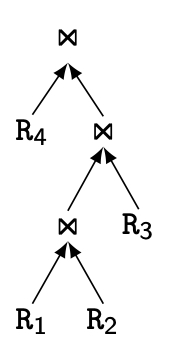 ⋈
R₄ ⋈
⋈ R₃
R₁ R₂